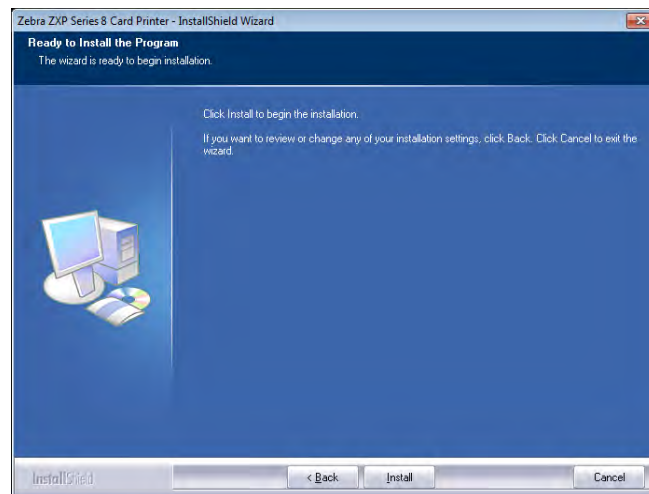 Zebra ZXP Series 8 Card Printer - InstallShield Wizard
Ready to Install the Program
The wizard is ready to begin installation.
Click Install to begin the installation.
If you want to review or change any of your installation settings, click Back. Click Cancel to exit the
wizard.
InstallShield
< Back
Install
Cancel